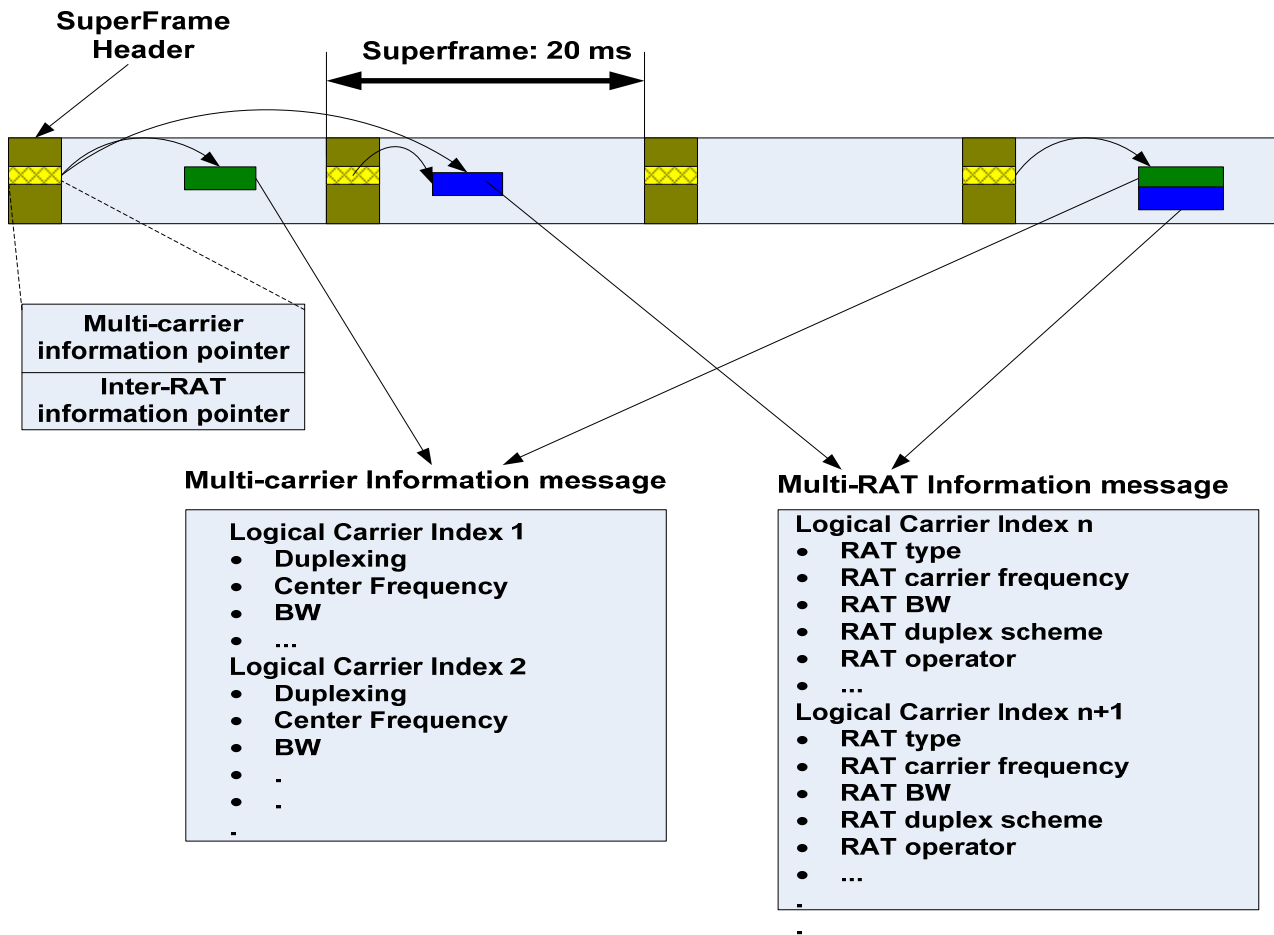 SuperFrame
Header
Superframe: 20 ms
Multi-carrier
information pointer
Inter-RAT
information pointer
Multi-carrier Information message
Logical Carrier Index 1
• Duplexing
• Center Frequency
• BW
• ...
Logical Carrier Index 2
• Duplexing
• Center Frequency
• BW
• .
• .
.
Multi-RAT Information message
Logical Carrier Index n
• RAT type
• RAT carrier frequency
• RAT BW
• RAT duplex scheme
• RAT operator
• ...
Logical Carrier Index n+1
• RAT type
• RAT carrier frequency
• RAT BW
• RAT duplex scheme
• RAT operator
• ...
.
.